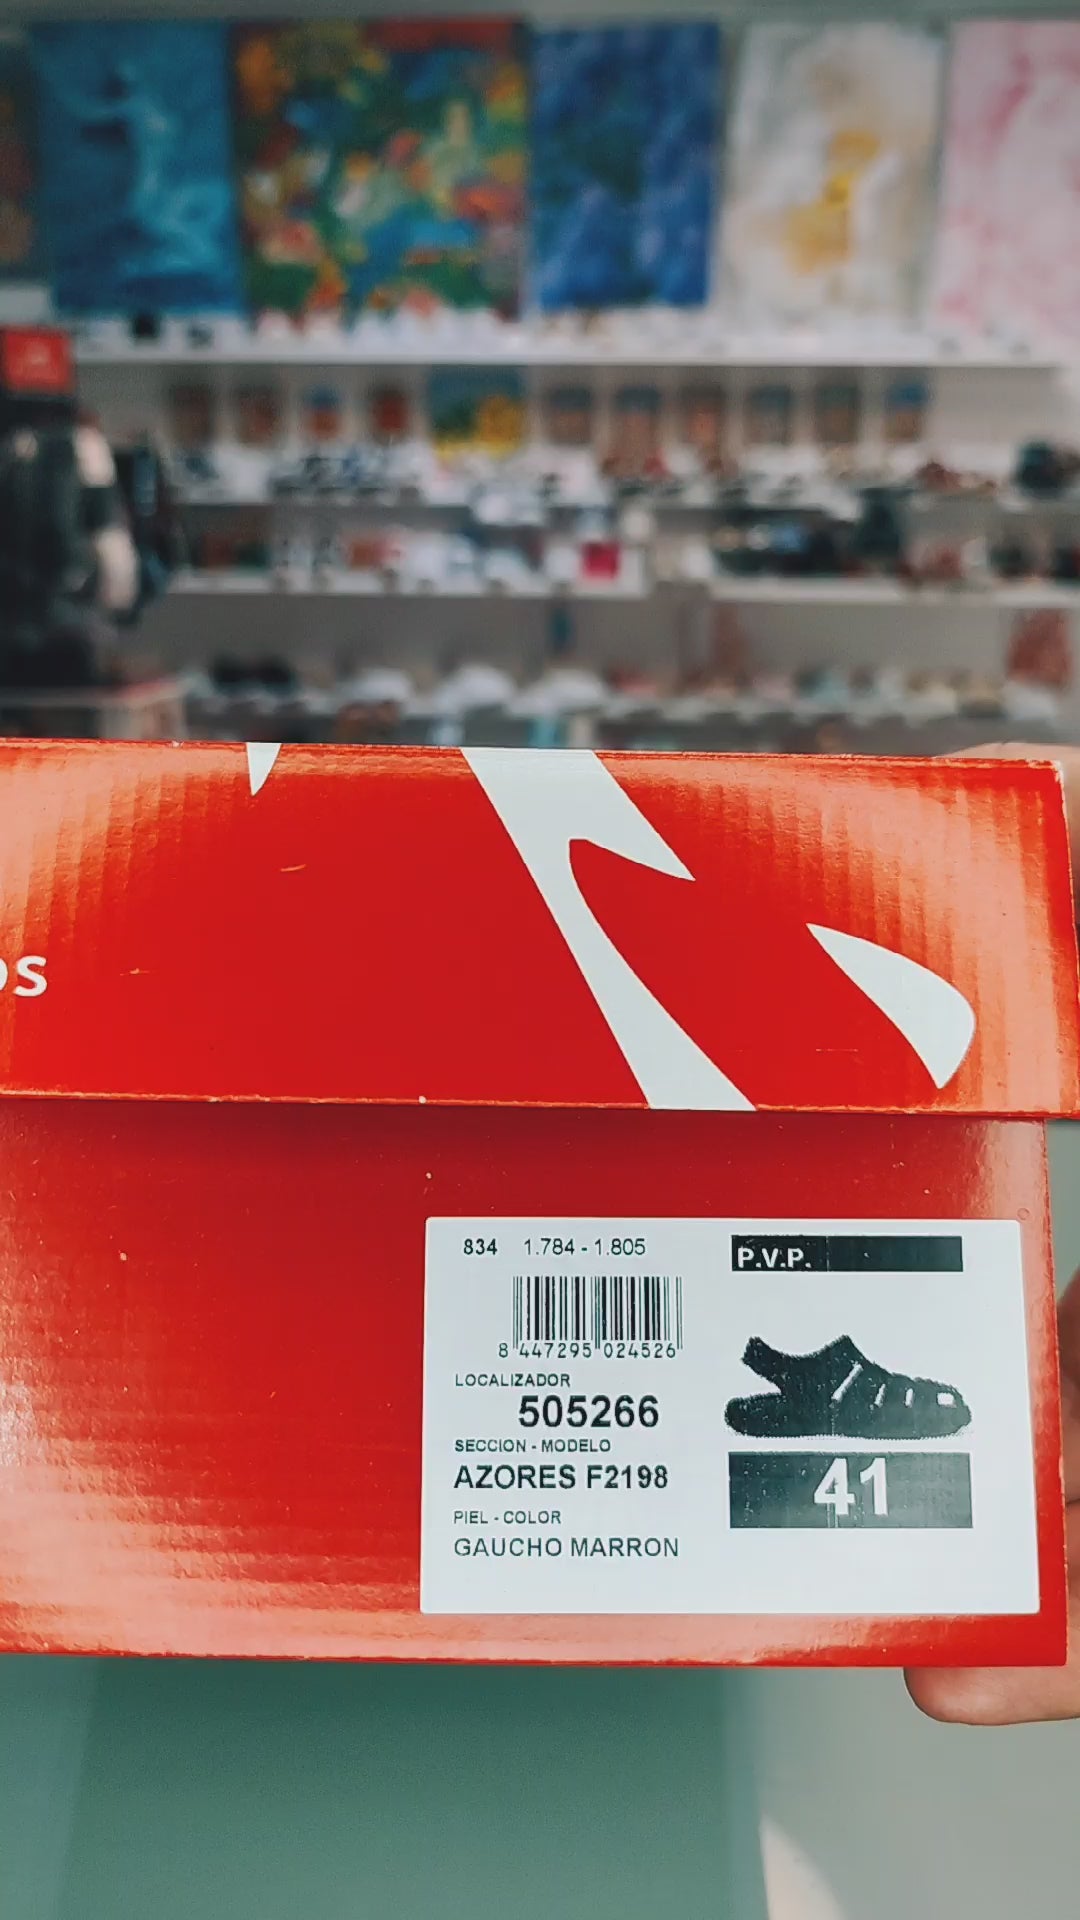 os
834 1.784 - 1.805
P.V.P.
8 447295 024526
LOCALIZADOR
505266
SECCION - MODELO
AZORES F2198
41
PIEL - COLOR
GAUCHO MARRON